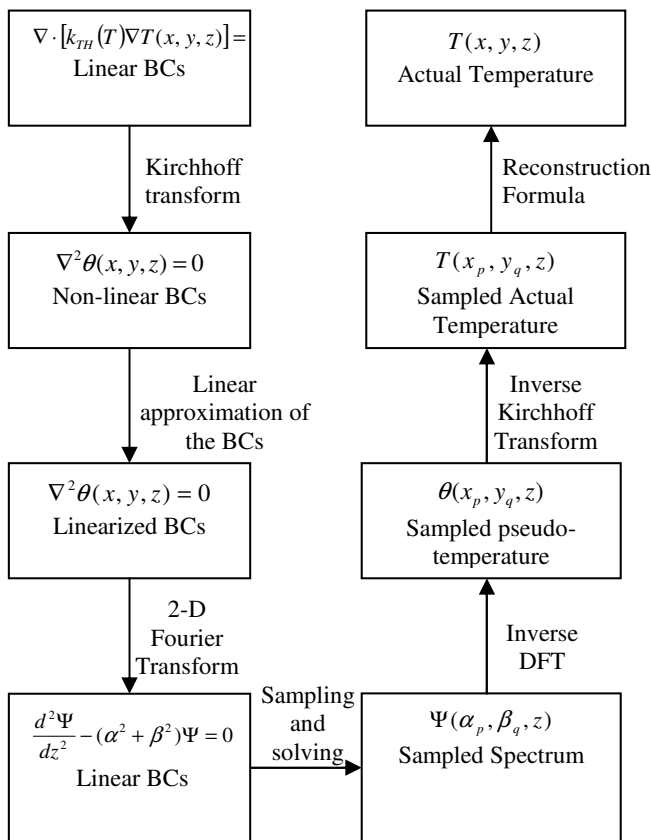 ∇·[k_TH(T)∇T(x, y, z)]=
Linear BCs
Kirchhoff
transform
∇²θ(x, y, z) = 0
Non-linear BCs
Linear
approximation of
the BCs
∇²θ(x, y, z) = 0
Linearized BCs
2-D
Fourier
Transform
d²Ψ/dz² − (α² + β²)Ψ = 0
Linear BCs
Sampling
and
solving
Ψ(α_p, β_q, z)
Sampled Spectrum
Inverse
DFT
θ(x_p, y_q, z)
Sampled pseudo-
temperature
Inverse
Kirchhoff
Transform
T(x_p, y_q, z)
Sampled Actual
Temperature
Reconstruction
Formula
T(x, y, z)
Actual Temperature